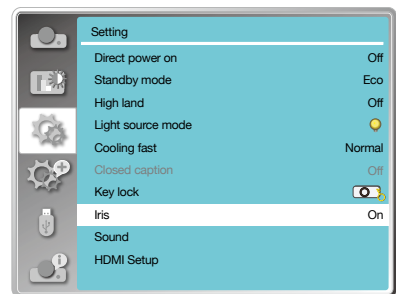 Setting
Direct power on Off
Standby mode Eco
High land Off
Light source mode
Cooling fast Normal
Closed caption Off
Key lock
Iris On
Sound
HDMI Setup